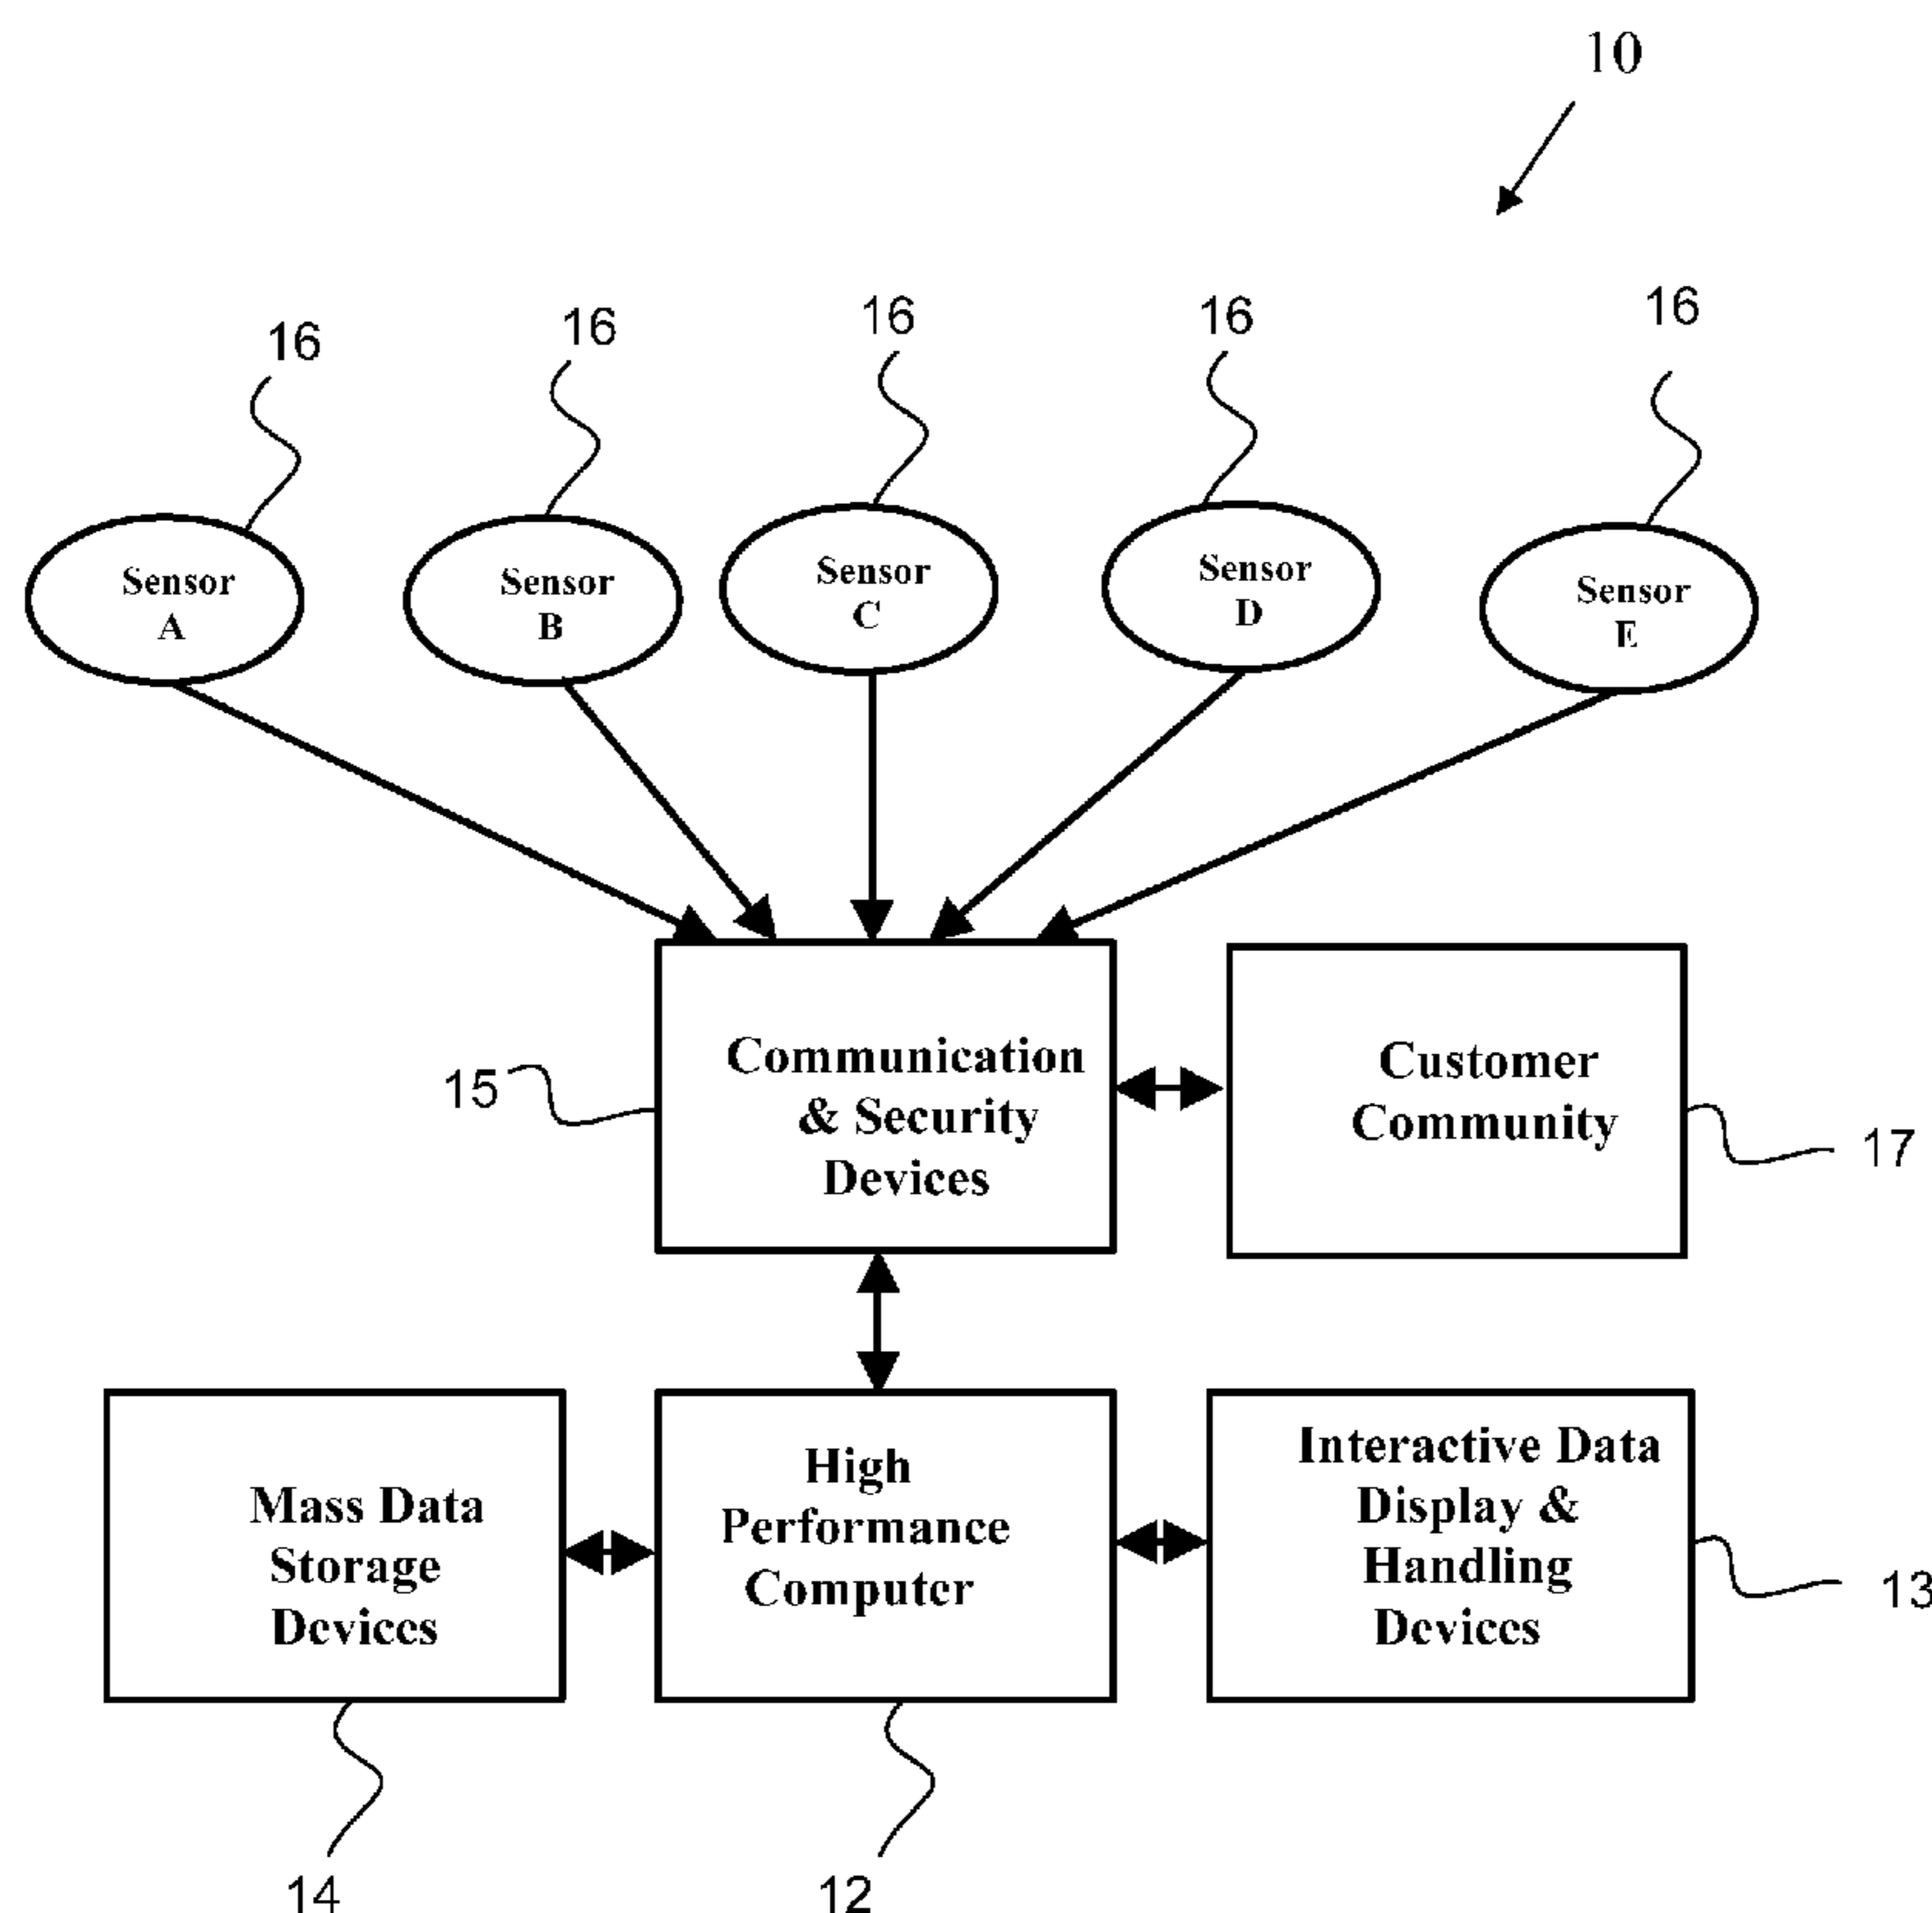 10
16
16
16
16
16
Sensor
A
Sensor
B
Sensor
C
Sensor
D
Sensor
E
Communication
& Security
Devices
15
Customer
Community
17
Mass Data
Storage
Devices
High
Performance
Computer
Interactive Data
Display &
Handling
Devices
13
14
12